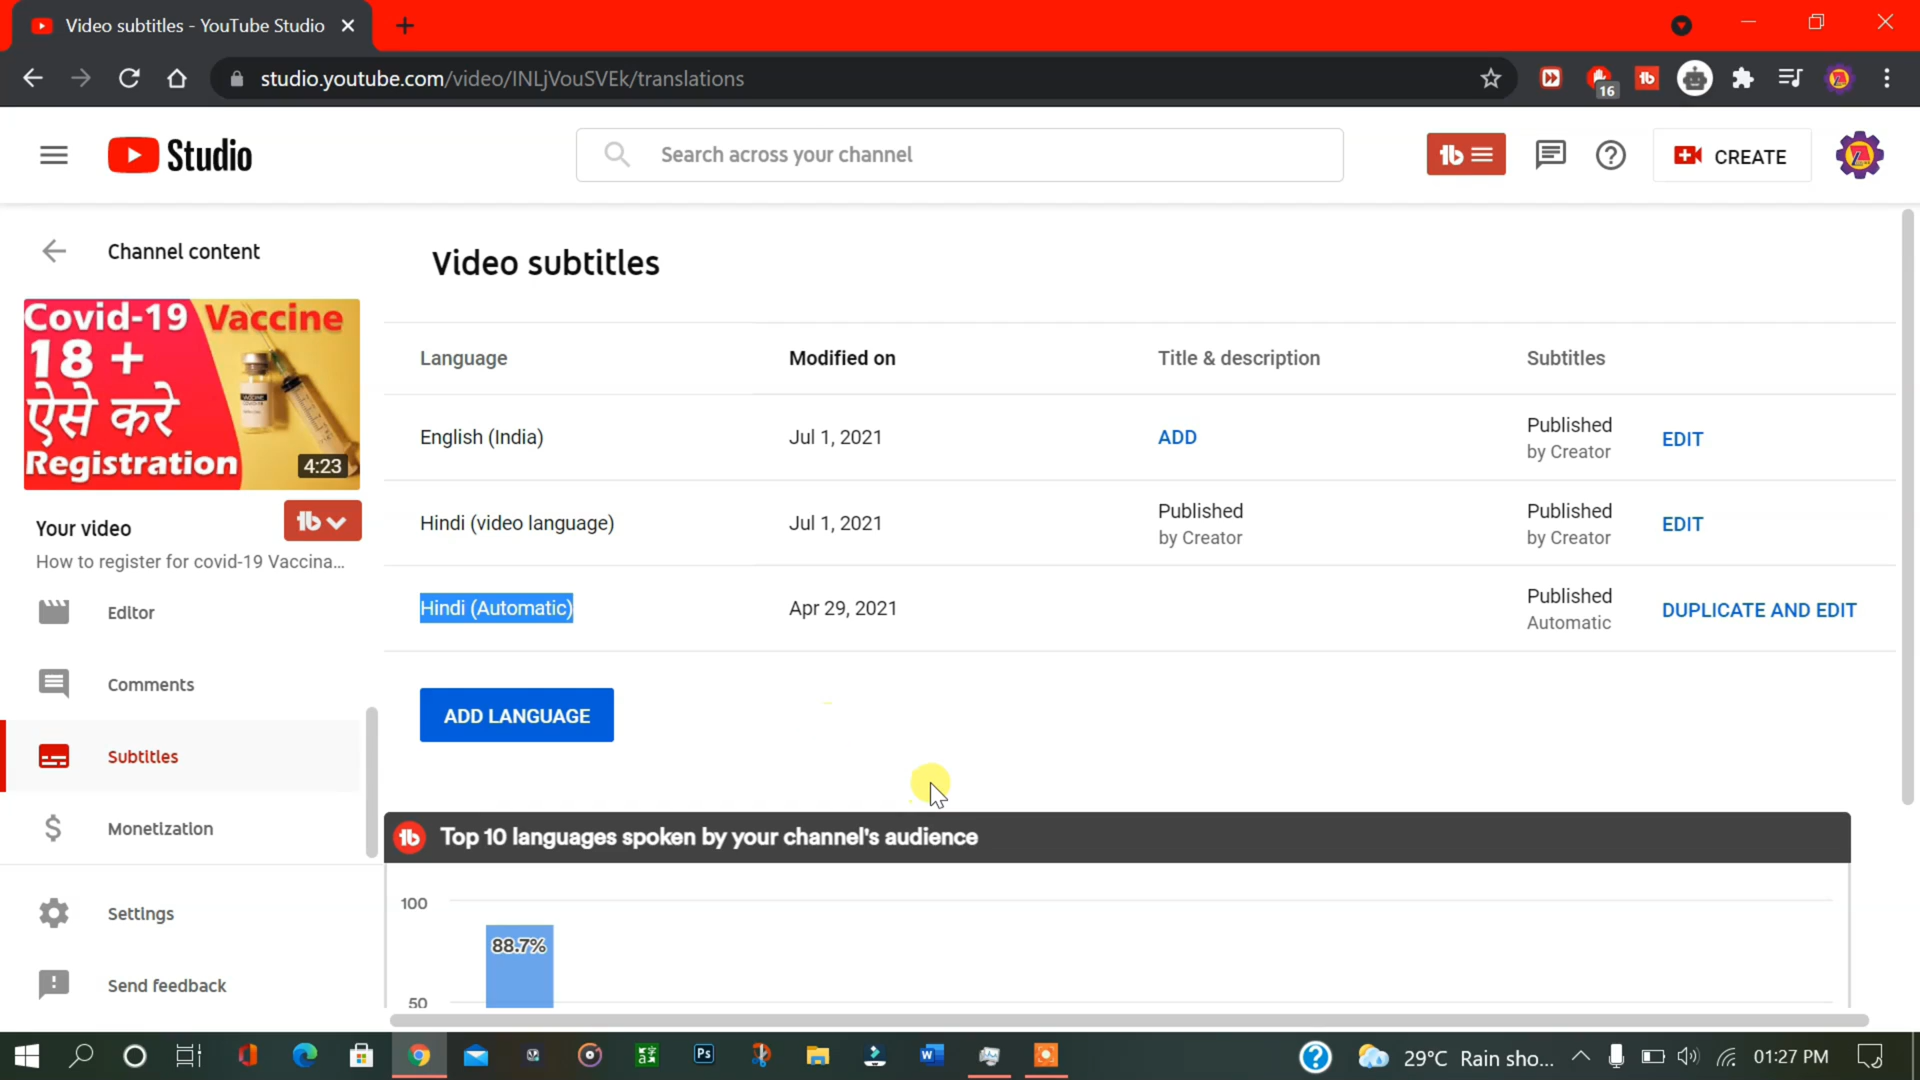 Video subtitles - YouTube Studio
studio.youtube.com/video/INLjVouSVEk/translations
16
Studio
Search across your channel
CREATE
Channel content
Covid-19 Vaccine
18 +
ऐसे करे
Registration
4:23
Your video
How to register for covid-19 Vaccina...
Editor
Comments
Subtitles
Monetization
Settings
Send feedback
Video subtitles
Language Modified on Title & description Subtitles
English (India) Jul 1, 2021 ADD Published by Creator EDIT
Hindi (video language) Jul 1, 2021 Published by Creator Published by Creator EDIT
Hindi (Automatic) Apr 29, 2021 Published Automatic DUPLICATE AND EDIT
ADD LANGUAGE
Top 10 languages spoken by your channel's audience
100
88.7%
50
29°C Rain sho... 01:27 PM